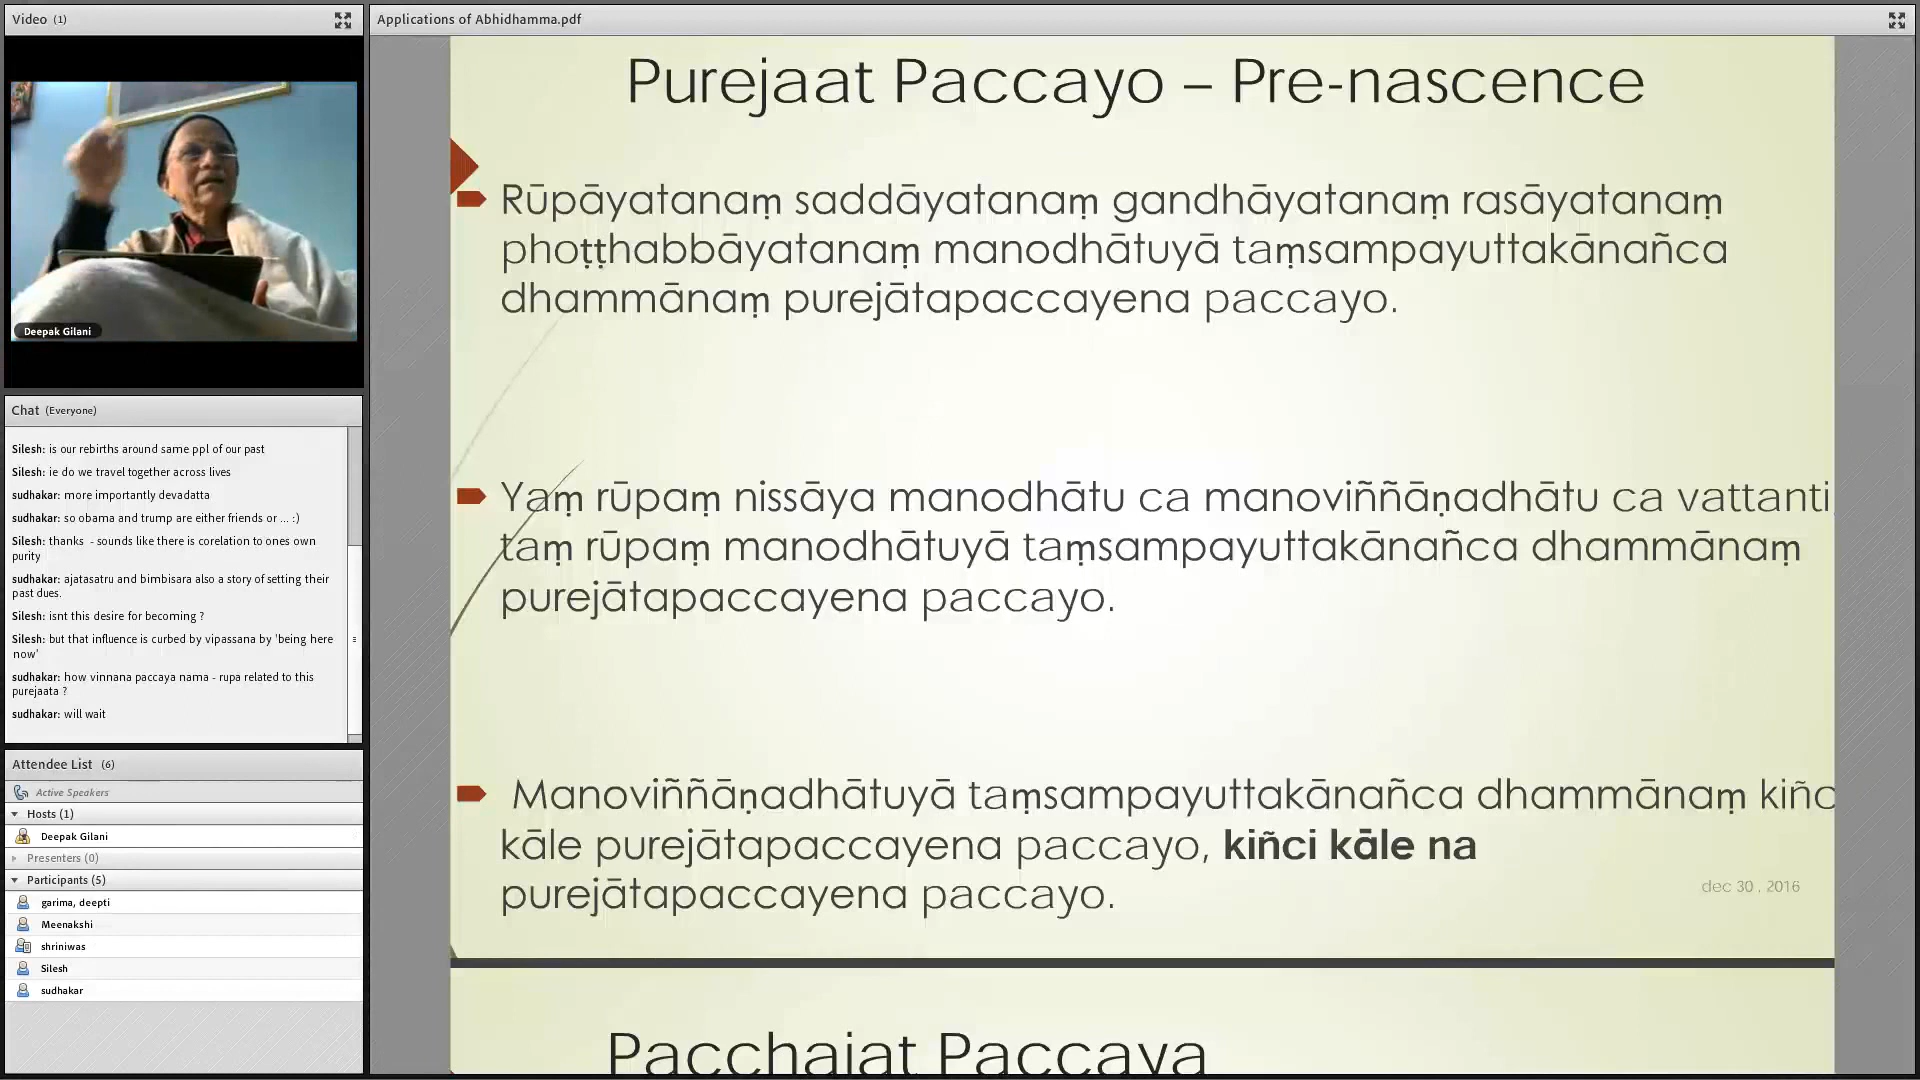 Video (1)
Deepak Gilani
Chat (Everyone)
Silesh: is our rebirths around same ppl of our past
Silesh: ie do we travel together across lives
sudhakar: more importantly devadatta
sudhakar: so obama and trump are either friends or ... :)
Silesh: thanks - sounds like there is corelation to ones own
purity
sudhakar: ajatasatru and bimbisara also a story of setting their
past dues.
Silesh: isnt this desire for becoming ?
Silesh: but that influence is curbed by vipassana by 'being here
now'
sudhakar: how vinnana paccaya nama - rupa related to this
purejaata ?
sudhakar: will wait
Attendee List (6)
Active Speakers
Hosts (1)
Deepak Gilani
Presenters (0)
Participants (5)
garima, deepti
Meenakshi
shriniwas
Silesh
sudhakar
Applications of Abhidhamma.pdf
Purejaat Paccayo – Pre-nascence
Rūpāyatanaṃ saddāyatanaṃ gandhāyatanaṃ rasāyatanaṃ
phoṭṭhabbāyatanaṃ manodhātuyā taṃsampayuttakānañca
dhammānaṃ purejātapaccayena paccayo.
Yaṃ rūpaṃ nissāya manodhātu ca manoviññāṇadhātu ca vattanti
taṃ rūpaṃ manodhātuyā taṃsampayuttakānañca dhammānaṃ
purejātapaccayena paccayo.
Manoviññāṇadhātuyā taṃsampayuttakānañca dhammānaṃ kiñc
kāle purejātapaccayena paccayo, kiñci kāle na
purejātapaccayena paccayo.
dec 30 , 2016
Pacchajat Paccaya